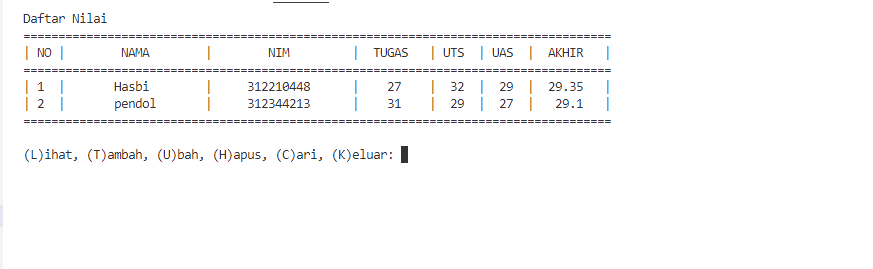 Daftar Nilai
====================================================================================
| NO |        NAMA          |        NIM         |  TUGAS  | UTS  | UAS |  AKHIR   |
====================================================================================
| 1  |       Hasbi          |     312210448      |    27   |  32  |  29 |  29.35   |
| 2  |       pendol         |     312344213      |    31   |  29  |  27 |   29.1   |
====================================================================================
(L)ihat, (T)ambah, (U)bah, (H)apus, (C)ari, (K)eluar: